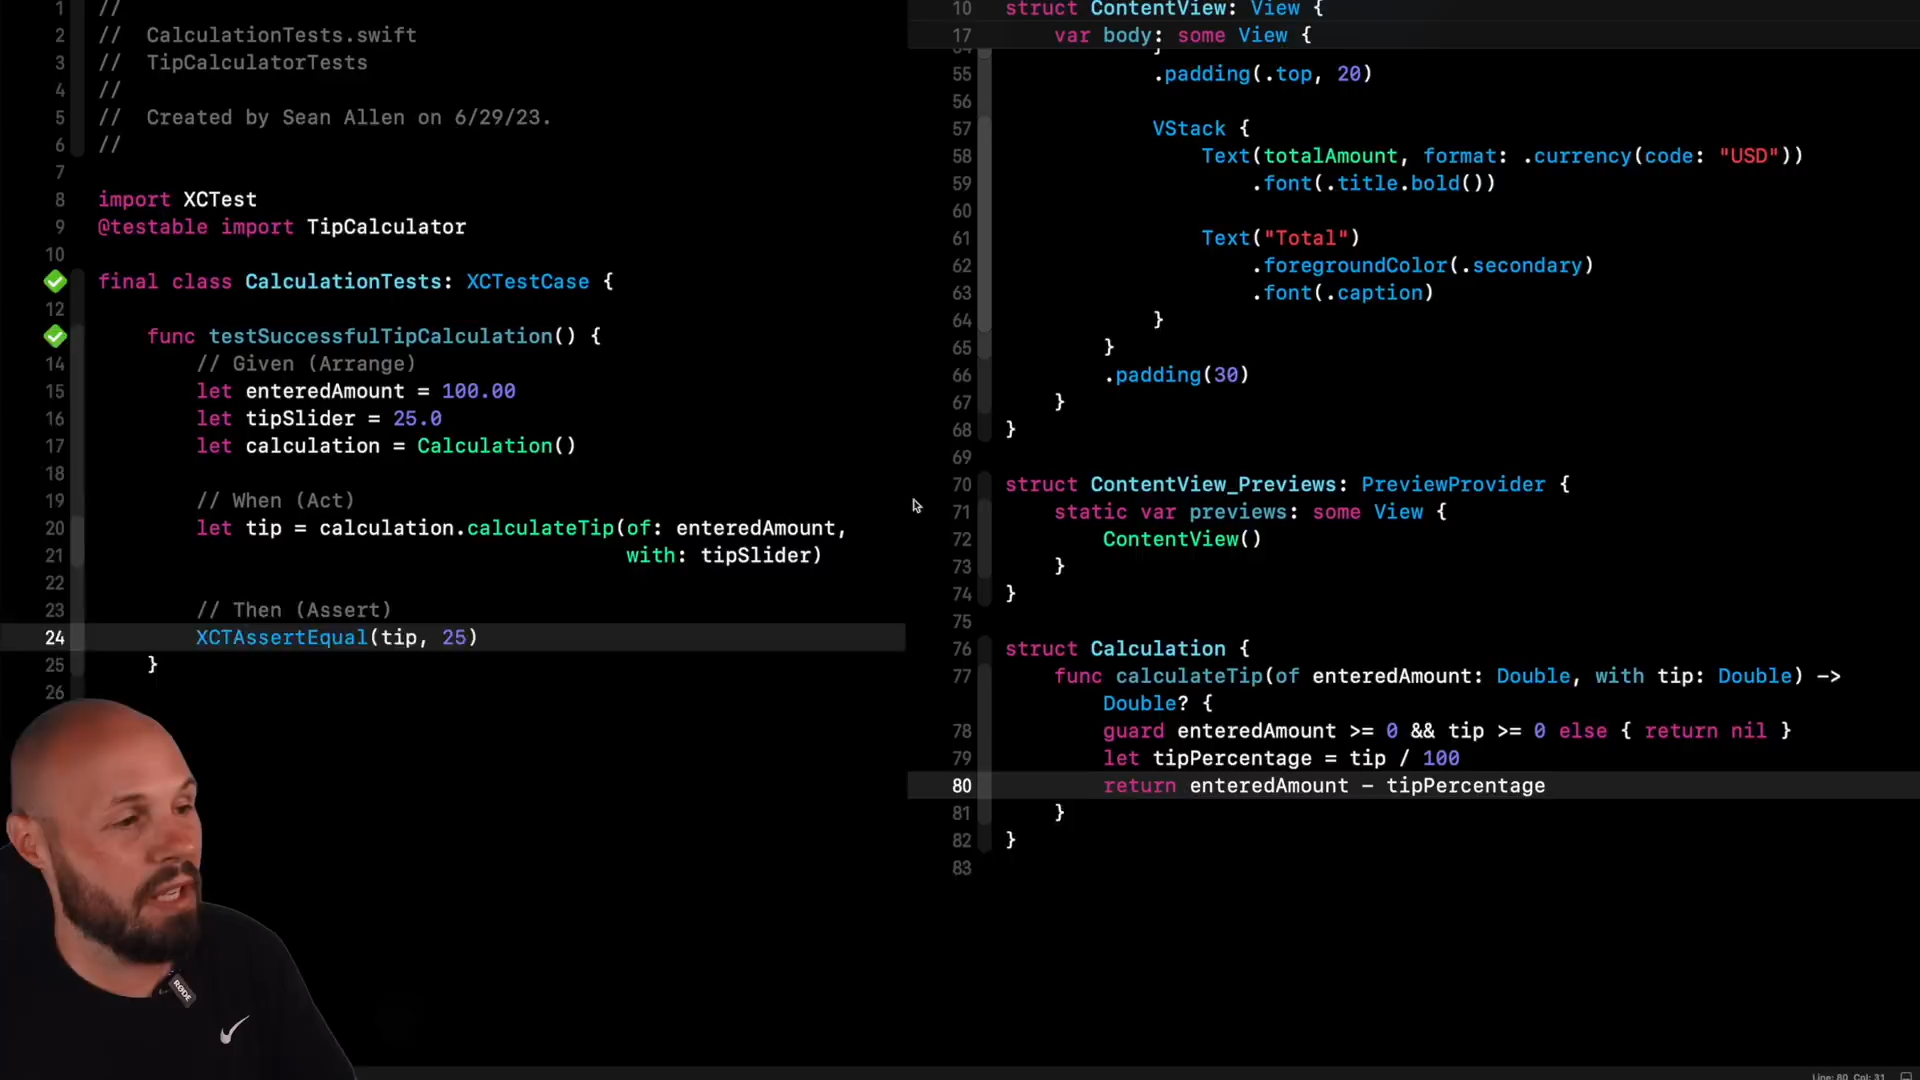 1 //
2 // CalculationTests.swift
3 // TipCalculatorTests
4 //
5 // Created by Sean Allen on 6/29/23.
6 //
7
8 import XCTest
9 @testable import TipCalculator
10
final class CalculationTests: XCTestCase {
12
func testSuccessfulTipCalculation() {
14 // Given (Arrange)
15 let enteredAmount = 100.00
16 let tipSlider = 25.0
17 let calculation = Calculation()
18
19 // When (Act)
20 let tip = calculation.calculateTip(of: enteredAmount,
21 with: tipSlider)
22
23 // Then (Assert)
24 XCTAssertEqual(tip, 25)
25 }
26
10 struct ContentView: View {
17 var body: some View {
55 .padding(.top, 20)
56
57 VStack {
58 Text(totalAmount, format: .currency(code: "USD"))
59 .font(.title.bold())
60
61 Text("Total")
62 .foregroundColor(.secondary)
63 .font(.caption)
64 }
65 }
66 .padding(30)
67 }
68 }
69
70 struct ContentView_Previews: PreviewProvider {
71 static var previews: some View {
72 ContentView()
73 }
74 }
75
76 struct Calculation {
77 func calculateTip(of enteredAmount: Double, with tip: Double) ->
Double? {
78 guard enteredAmount >= 0 && tip >= 0 else { return nil }
79 let tipPercentage = tip / 100
80 return enteredAmount - tipPercentage
81 }
82 }
83
RØDE
Line: 80 Col: 31